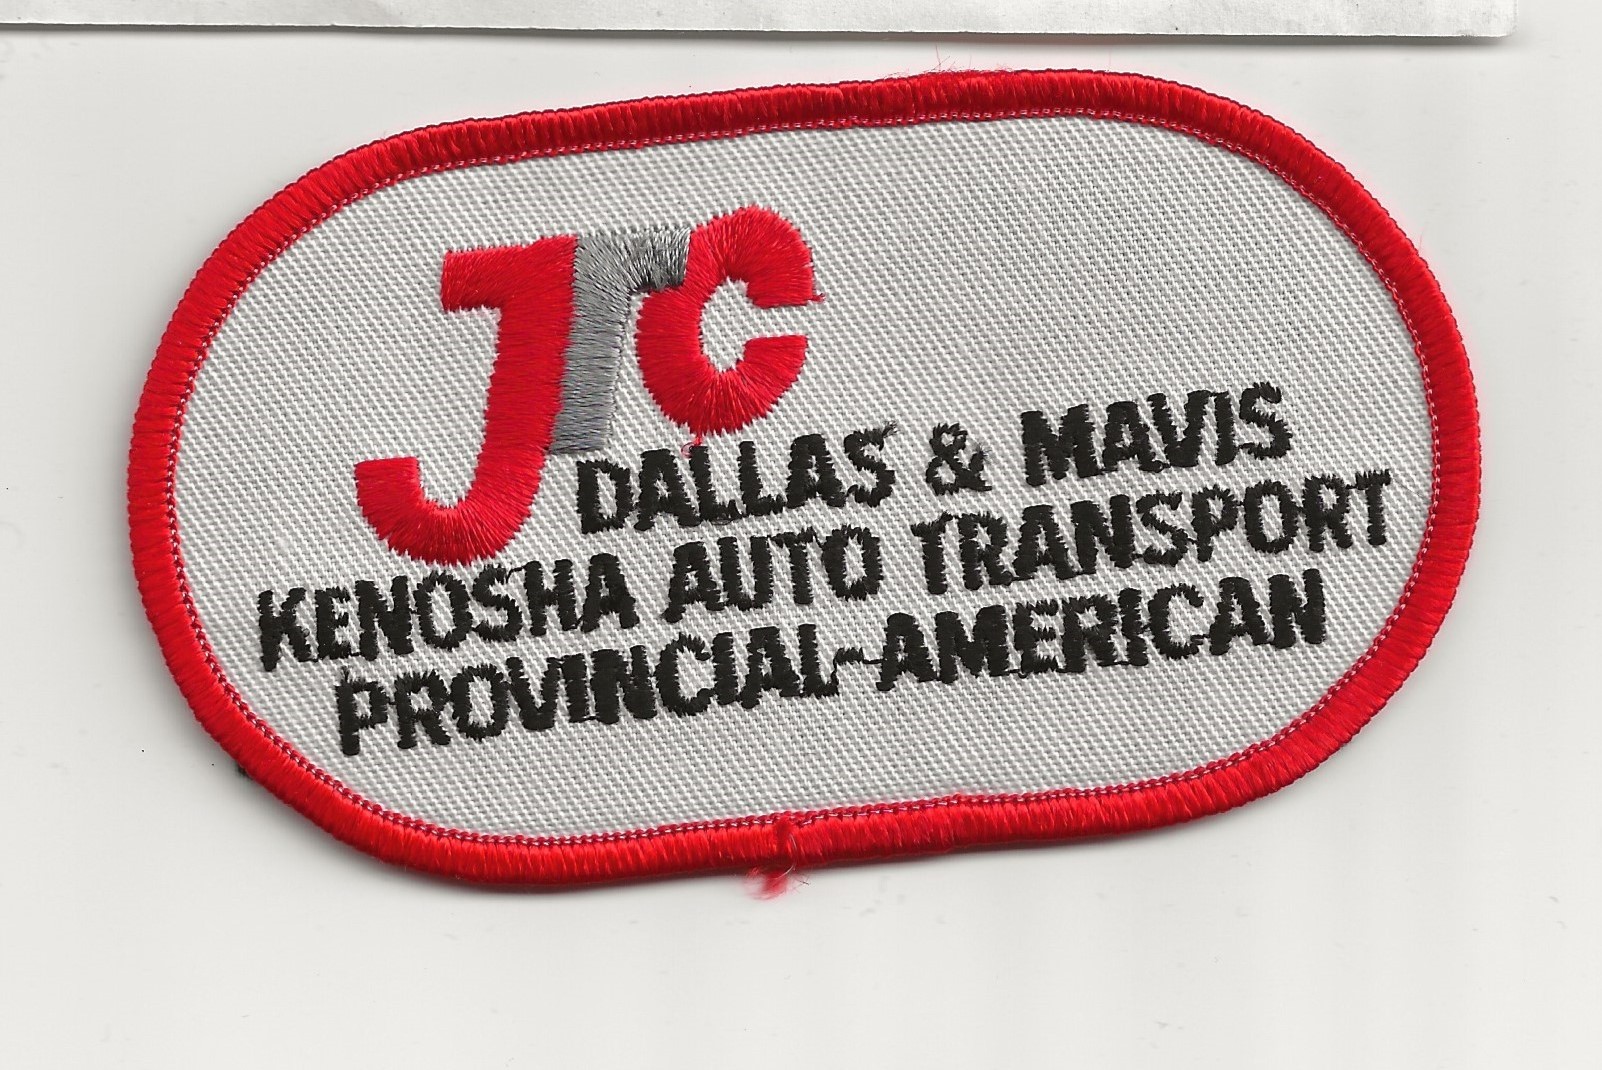 JTC
DALLAS & MAVIS
KENOSHA AUTO TRANSPORT
PROVINCIAL-AMERICAN